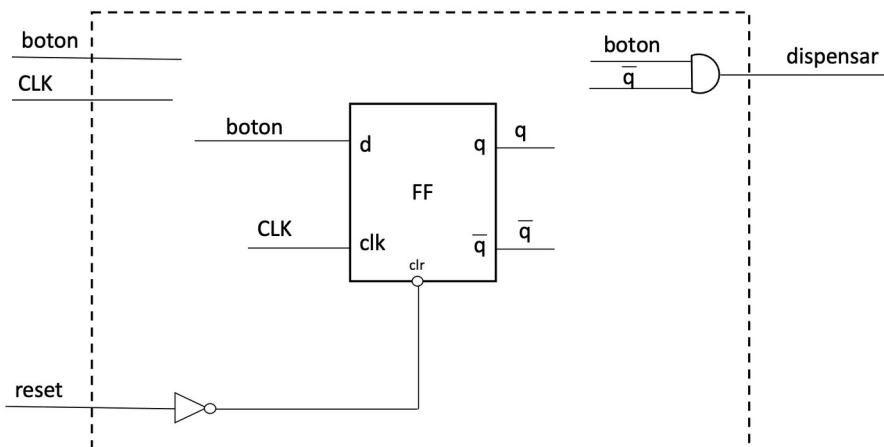 boton
CLK
boton
q̅
dispensar
boton
d
q
q
FF
CLK
clk
q̅
q̅
clr
reset